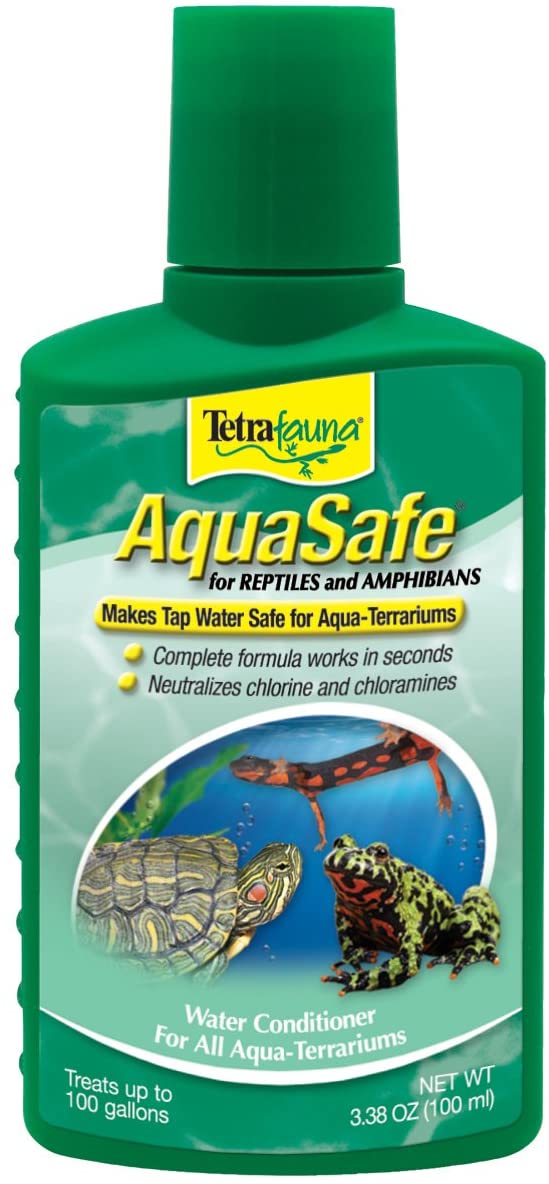 Tetrafauna®
AquaSafe®
for REPTILES and AMPHIBIANS
Makes Tap Water Safe for Aqua-Terrariums
Complete formula works in seconds
Neutralizes chlorine and chloramines
Water Conditioner
For All Aqua-Terrariums
Treats up to
100 gallons
NET WT
3.38 OZ (100 ml)